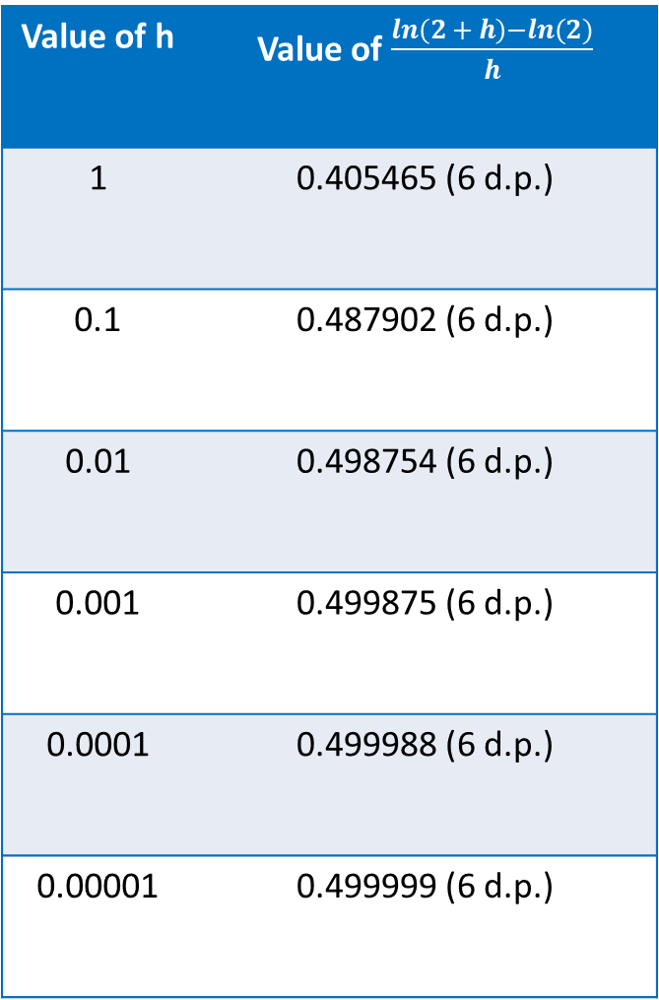 Value of h
Value of \frac{ln(2 + h)−ln(2)}{h}
1 0.405465 (6 d.p.)
0.1 0.487902 (6 d.p.)
0.01 0.498754 (6 d.p.)
0.001 0.499875 (6 d.p.)
0.0001 0.499988 (6 d.p.)
0.00001 0.499999 (6 d.p.)